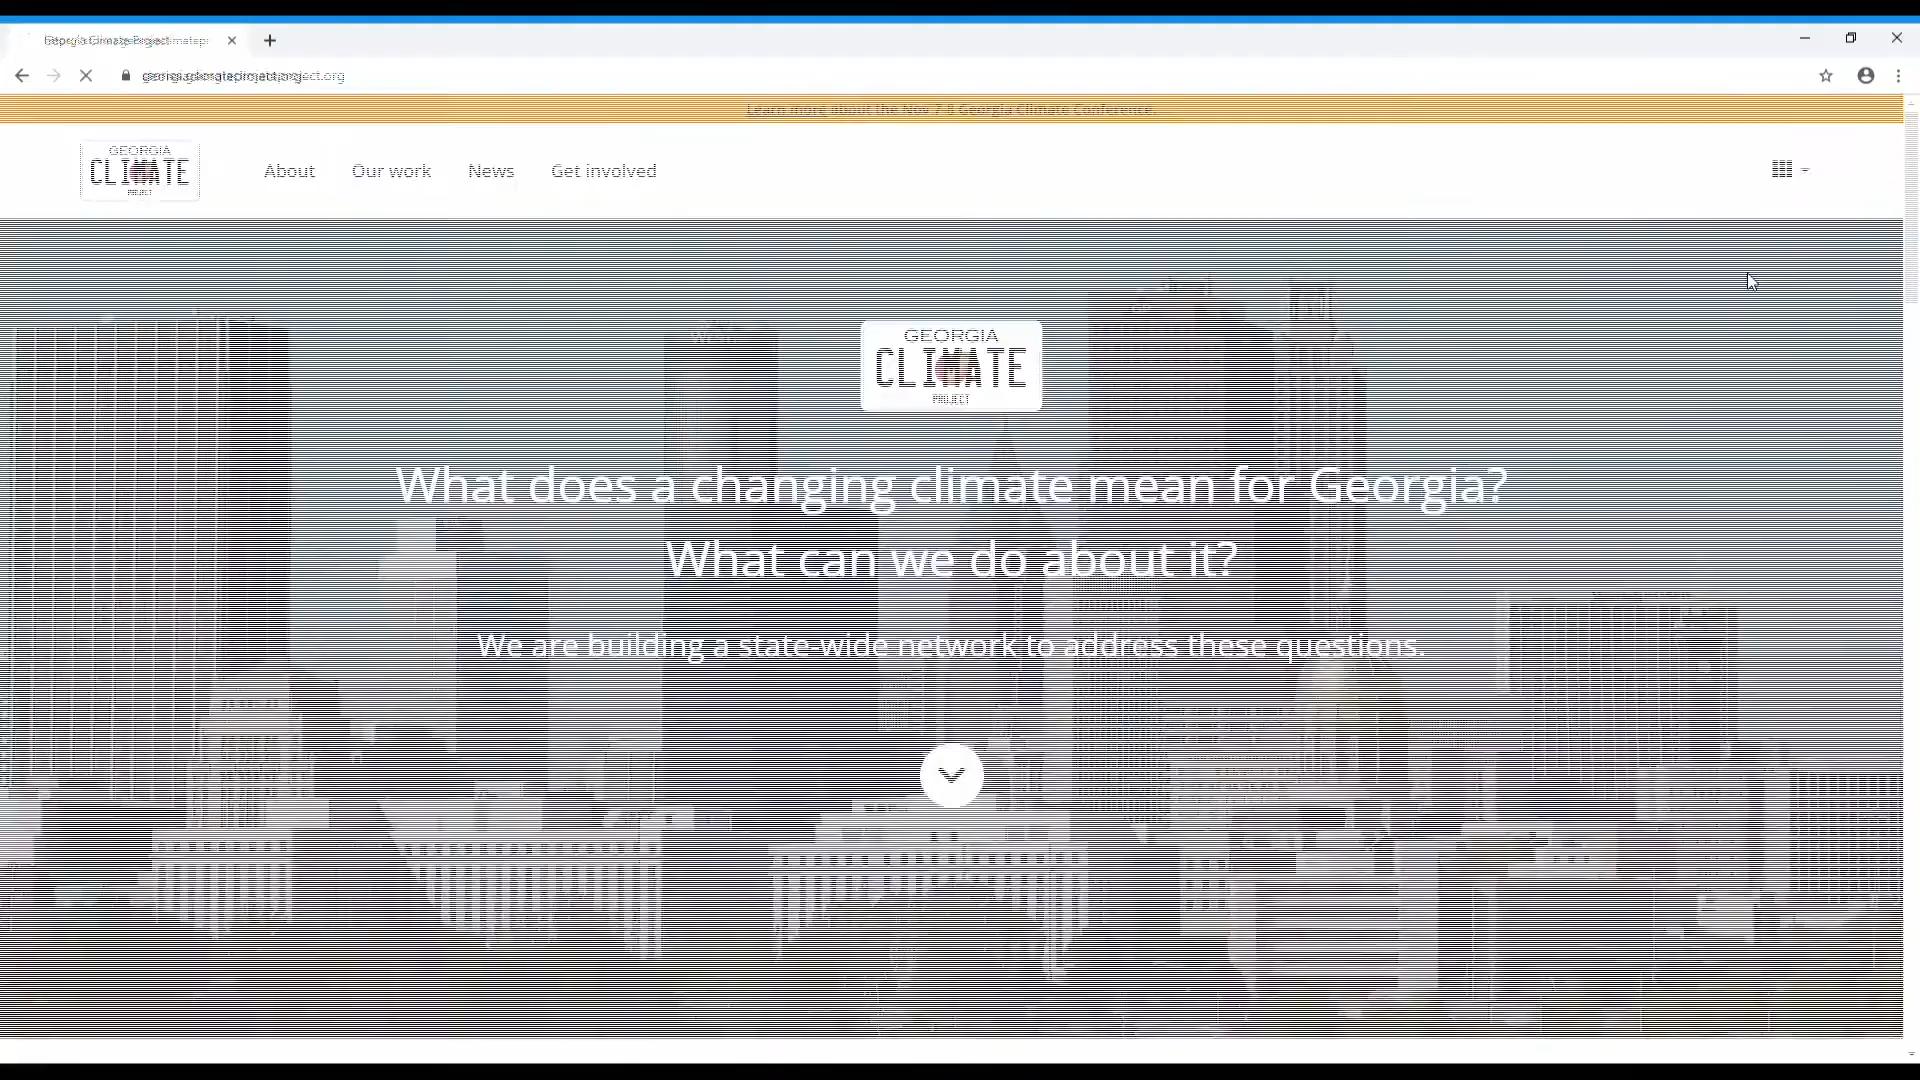 Learn more about the Nov 7-8 Georgia Climate Conference.
GEORGIA
CLIMATE
PROJECT
About
Our work
News
Get involved
GEORGIA
CLIMATE
PROJECT
What does a changing climate mean for Georgia?
What can we do about it?
We are building a state-wide network to address these questions.